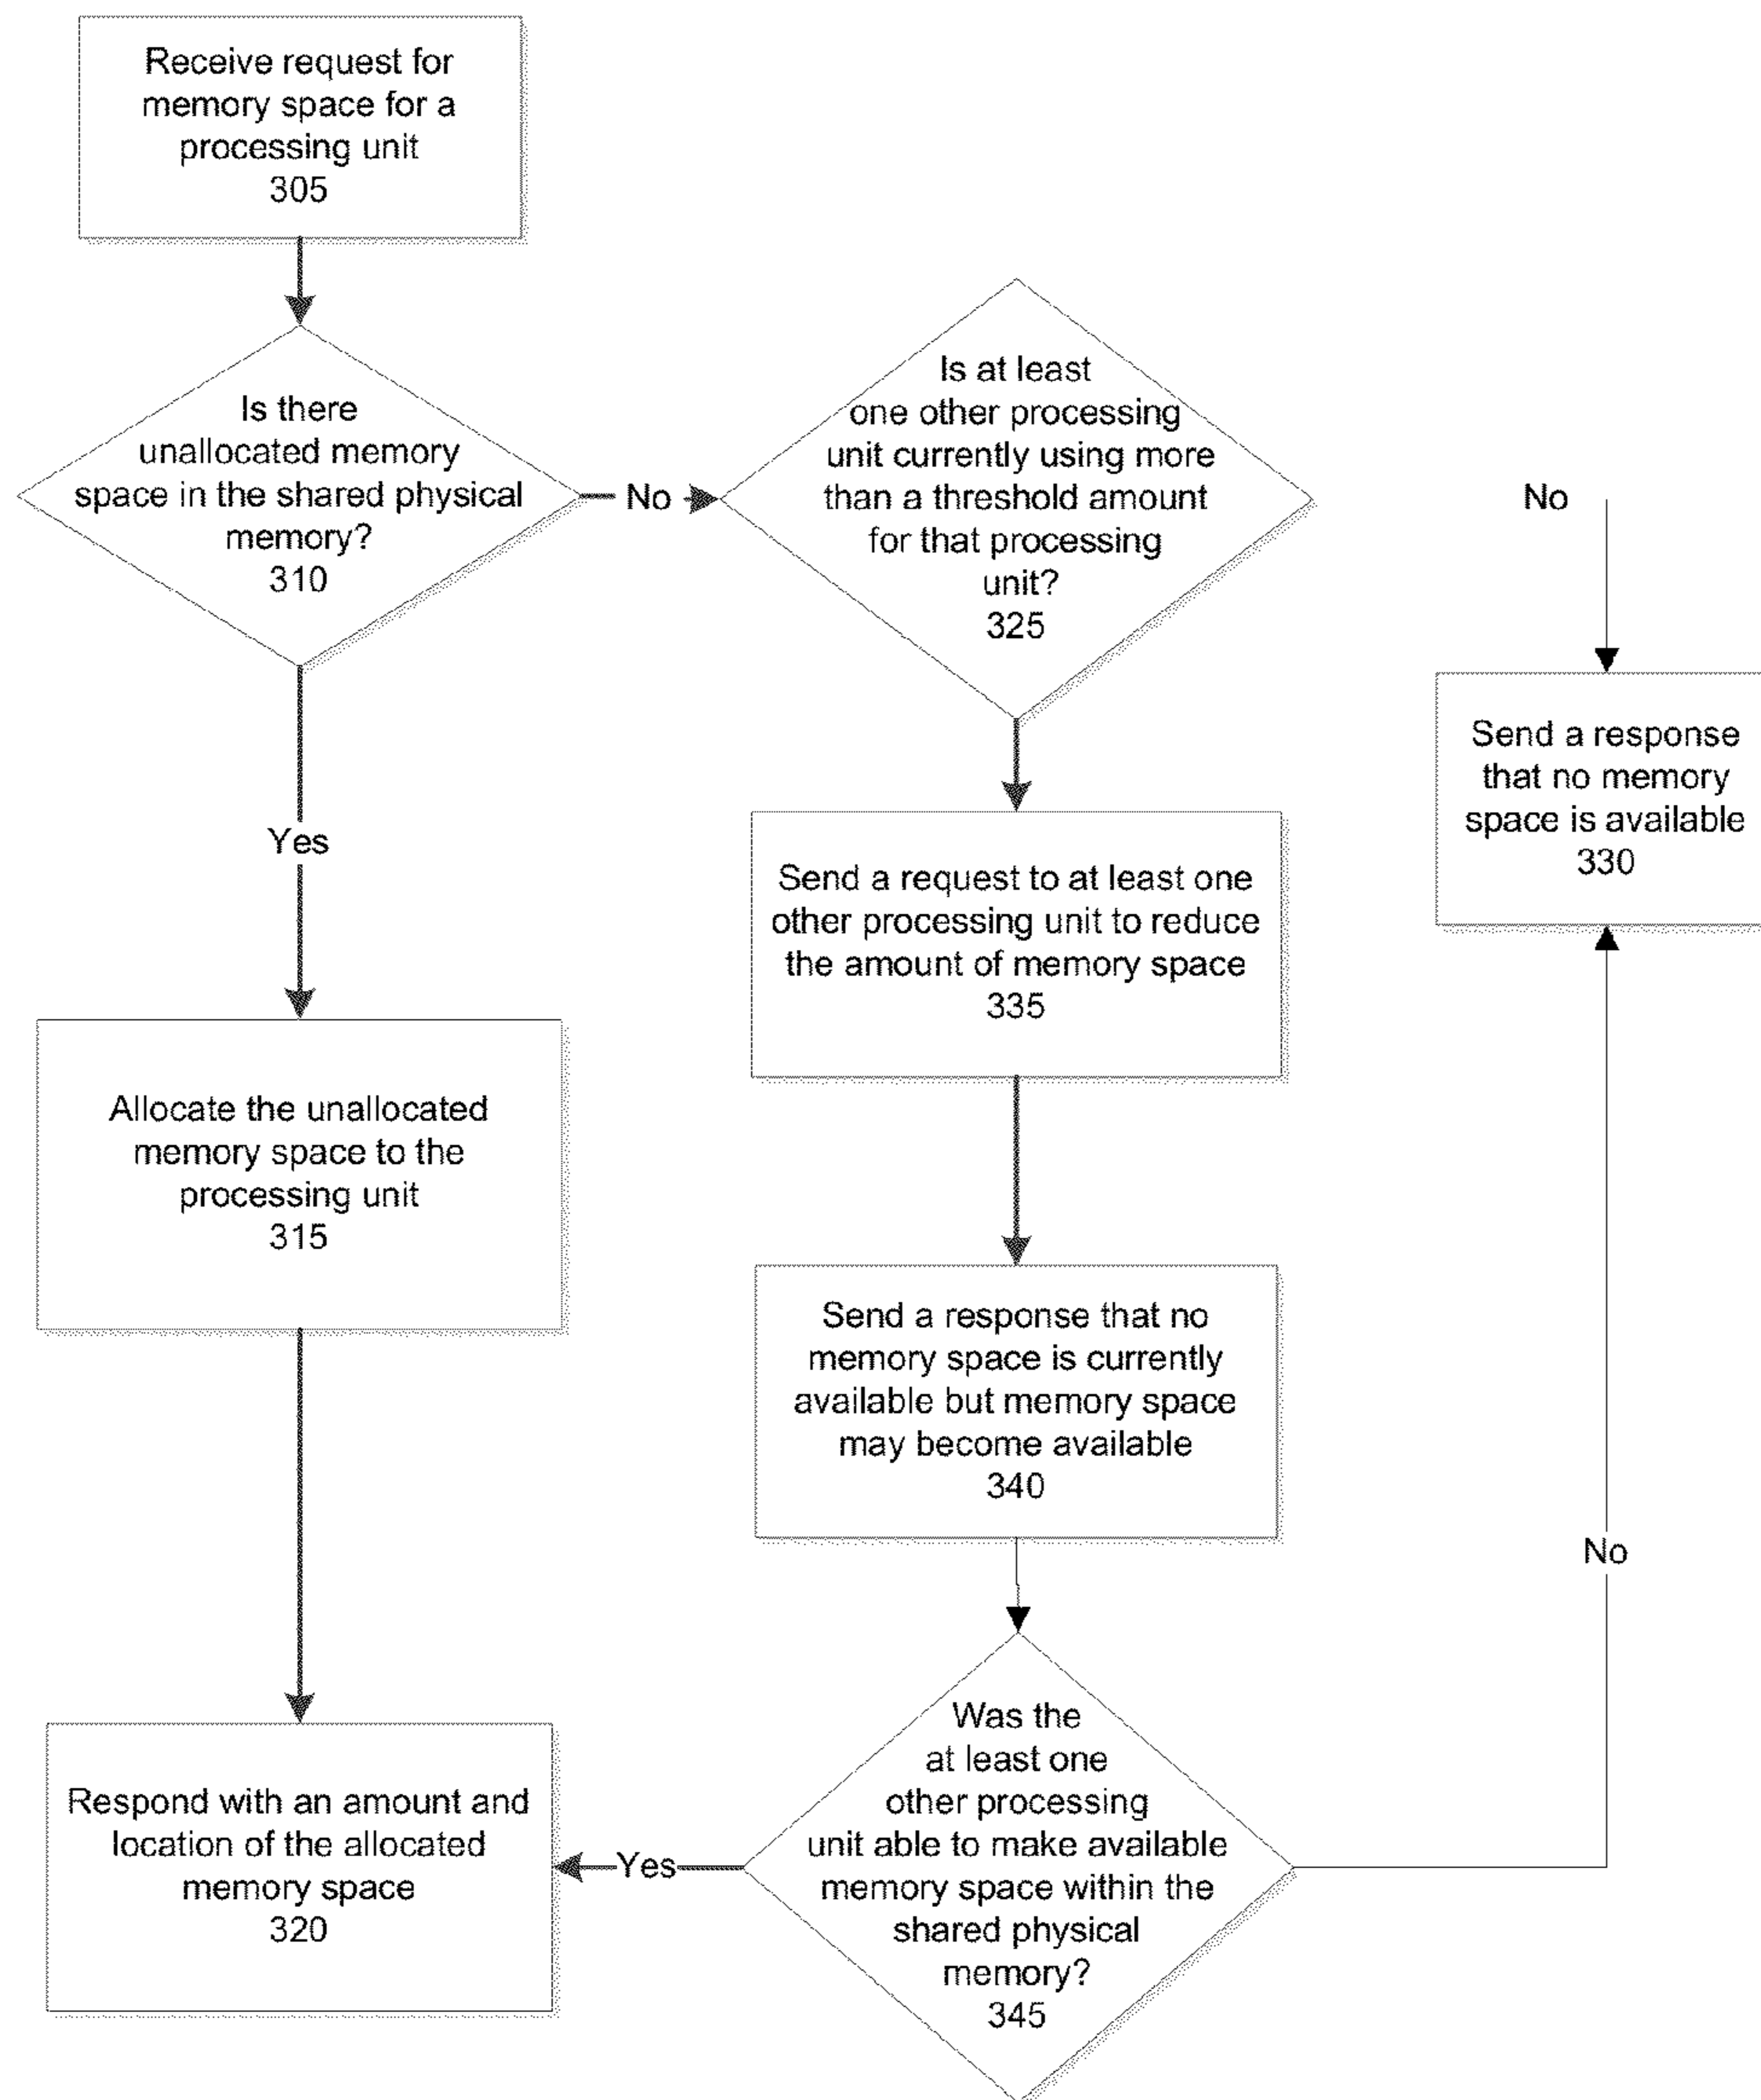 Receive request for
memory space for a
processing unit
305
Is there
unallocated memory
space in the shared physical
memory?
310
No
Is at least
one other processing
unit currently using more
than a threshold amount
for that processing
unit?
325
No
Send a response
that no memory
space is available
330
Yes
Send a request to at least one
other processing unit to reduce
the amount of memory space
335
Allocate the unallocated
memory space to the
processing unit
315
Send a response that no
memory space is currently
available but memory space
may become available
340
No
Was the
at least one
other processing
unit able to make available
memory space within the
shared physical
memory?
345
Yes
Respond with an amount and
location of the allocated
memory space
320